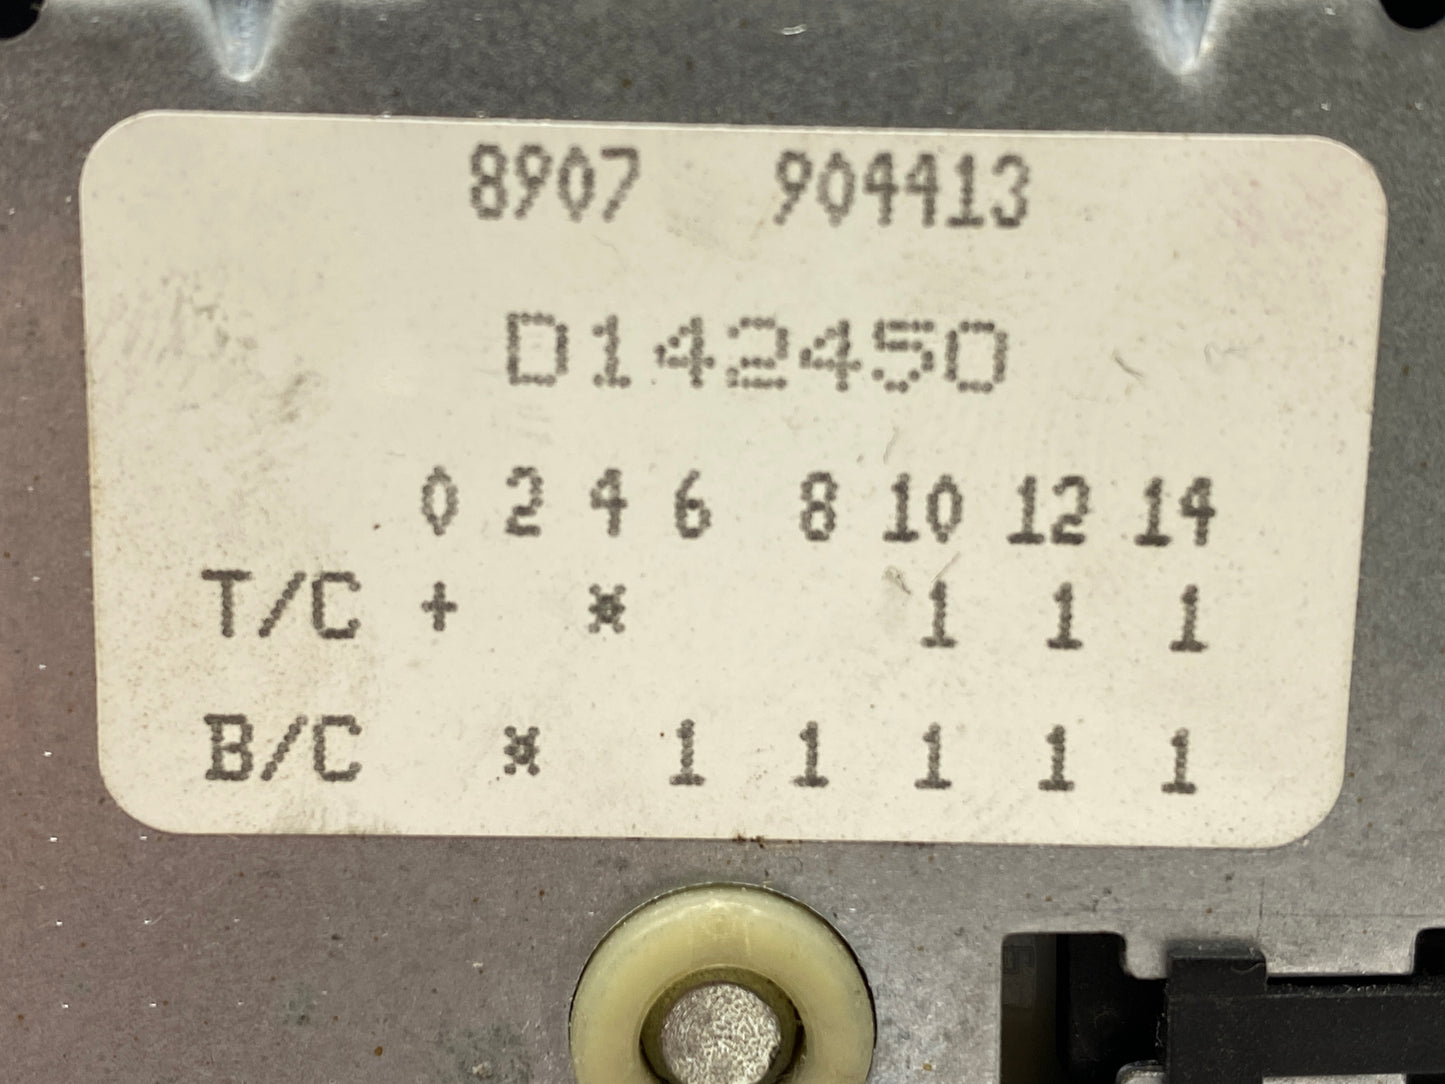 8907 904413
D142450
0 2 4 6 8 10 12 14
T/C + * 1 1 1
B/C * 1 1 1 1 1